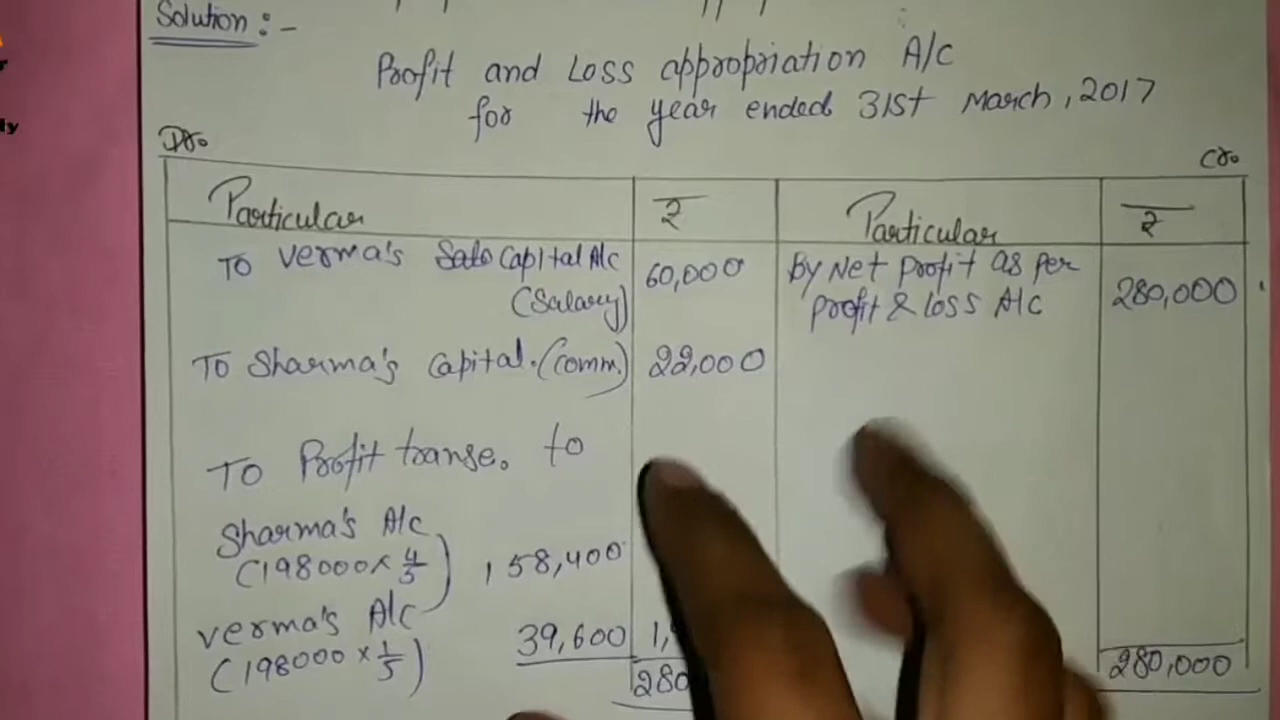 Solution :-
Profit and Loss appropriation A/c
for the year ended 31st March, 2017
Dr. Cr.
Particular ₹ Particular ₹
To Verma's Capital A/c 60,000 By Net profit as per
(Salary) profit & loss A/c 280,000
To Sharma's Capital. (comm.) 22,000
To Profit transe. to
Sharma's A/c
(198000 × 4/5) 1,58,400
Verma's A/c
(198000 × 1/5) 39,600
280,000